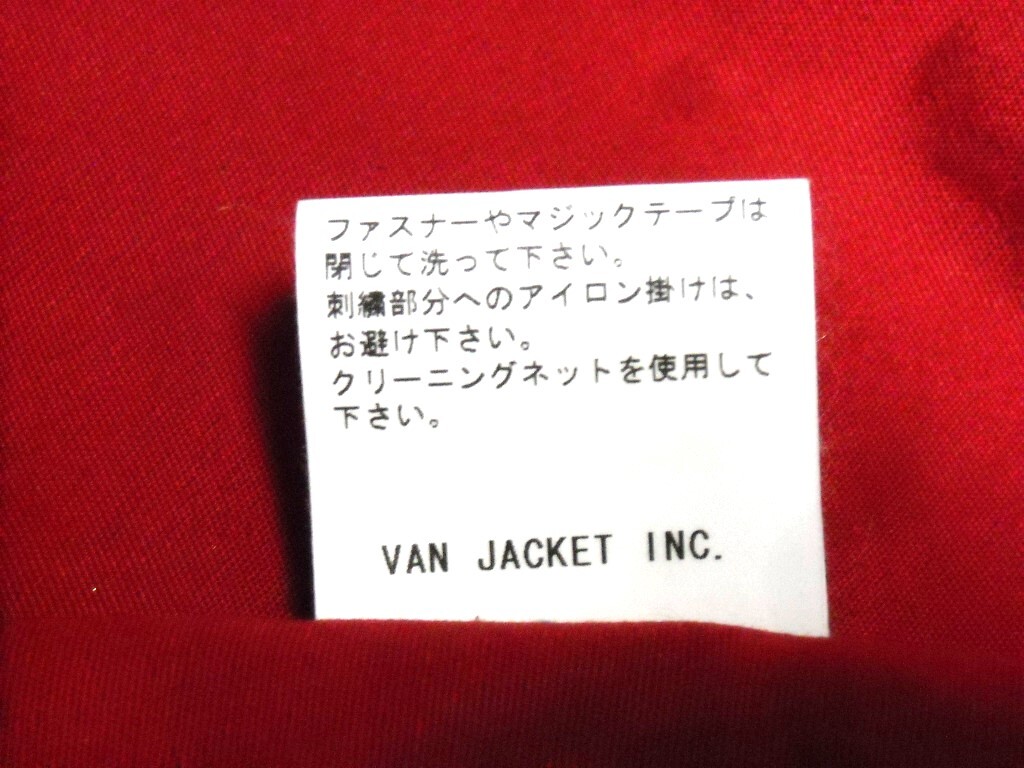 ファスナーやマジックテープは
閉じて洗って下さい。
刺繍部分へのアイロン掛けは、
お避け下さい。
クリーニングネットを使用して
下さい。
VAN JACKET INC.